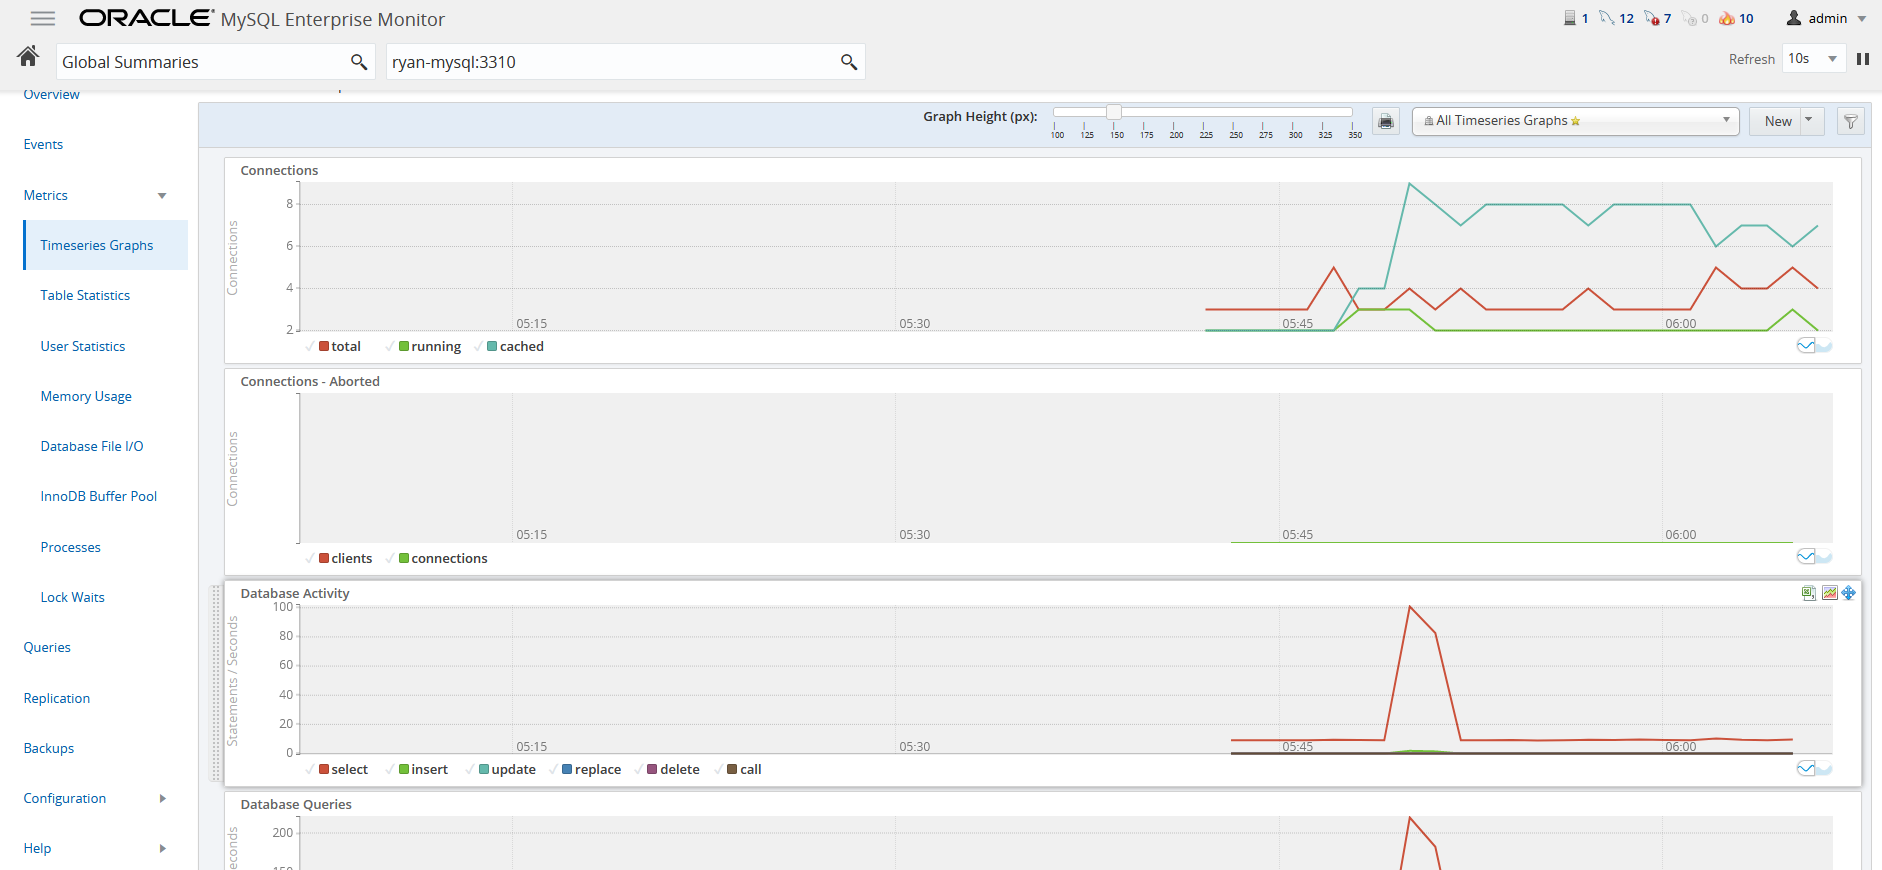 ORACLE MySQL Enterprise Monitor
1 12 7 0 10 admin
Global Summaries
ryan-mysql:3310
Refresh 10s
Overview
Events
Metrics
Timeseries Graphs
Table Statistics
User Statistics
Memory Usage
Database File I/O
InnoDB Buffer Pool
Processes
Lock Waits
Queries
Replication
Backups
Configuration
Help
Graph Height (px):
100 125 150 175 200 225 250 275 300 325 350
All Timeseries Graphs
New
Connections
Connections
8
6
4
2
05:15 05:30 05:45 06:00
total running cached
Connections - Aborted
Connections
05:15 05:30 05:45 06:00
clients connections
Database Activity
Statements / Seconds
100
80
60
40
20
0
05:15 05:30 05:45 06:00
select insert update replace delete call
Database Queries
200
150